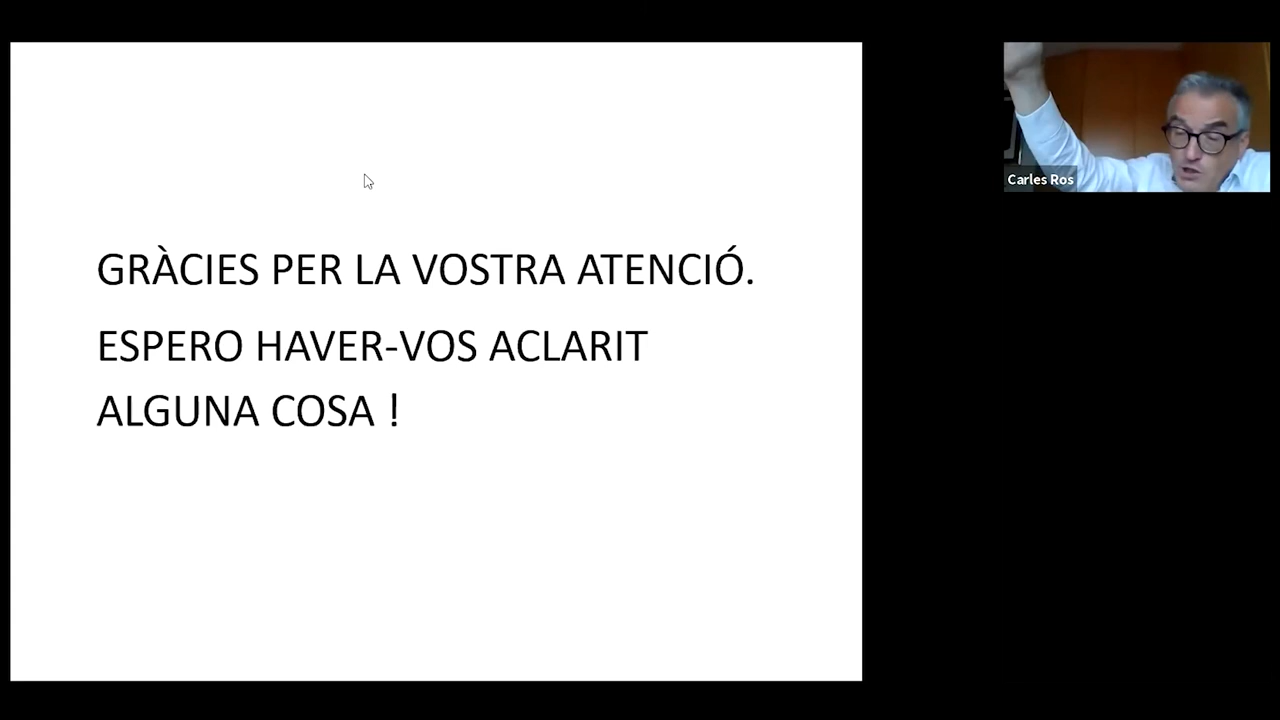 GRÀCIES PER LA VOSTRA ATENCIÓ.
ESPERO HAVER-VOS ACLARIT
ALGUNA COSA !
Carles Ros